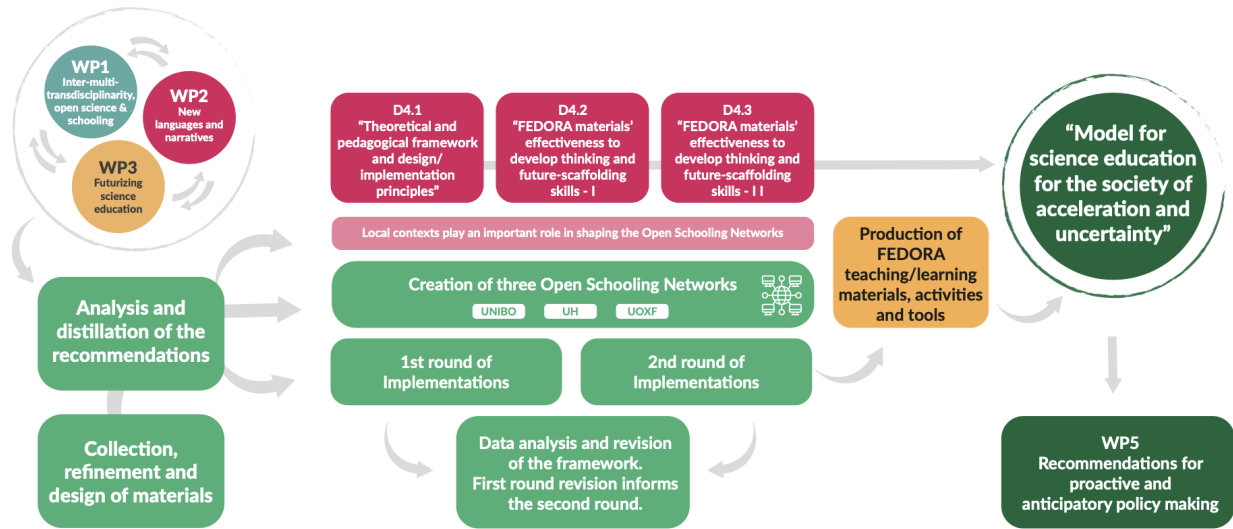 WP1
Inter-multi-
transdisciplinarity,
open science &
schooling
WP2
New
languages and
narratives
WP3
Futurizing
science
education
Analysis and
distillation of the
recommendations
Collection,
refinement and
design of materials
D4.1
“Theoretical and
pedagogical framework
and design/
implementation
principles”
D4.2
“FEDORA materials’
effectiveness to
develop thinking and
future-scaffolding
skills - I
D4.3
“FEDORA materials’
effectiveness to
develop thinking and
future-scaffolding
skills - I I
Local contexts play an important role in shaping the Open Schooling Networks
Creation of three Open Schooling Networks
UNIBO
UH
UOXF
1st round of
Implementations
2nd round of
Implementations
Data analysis and revision
of the framework.
First round revision informs
the second round.
Production of
FEDORA
teaching/learning
materials, activities
and tools
“Model for
science education
for the society of
acceleration and
uncertainty”
WP5
Recommendations for
proactive and
anticipatory policy making